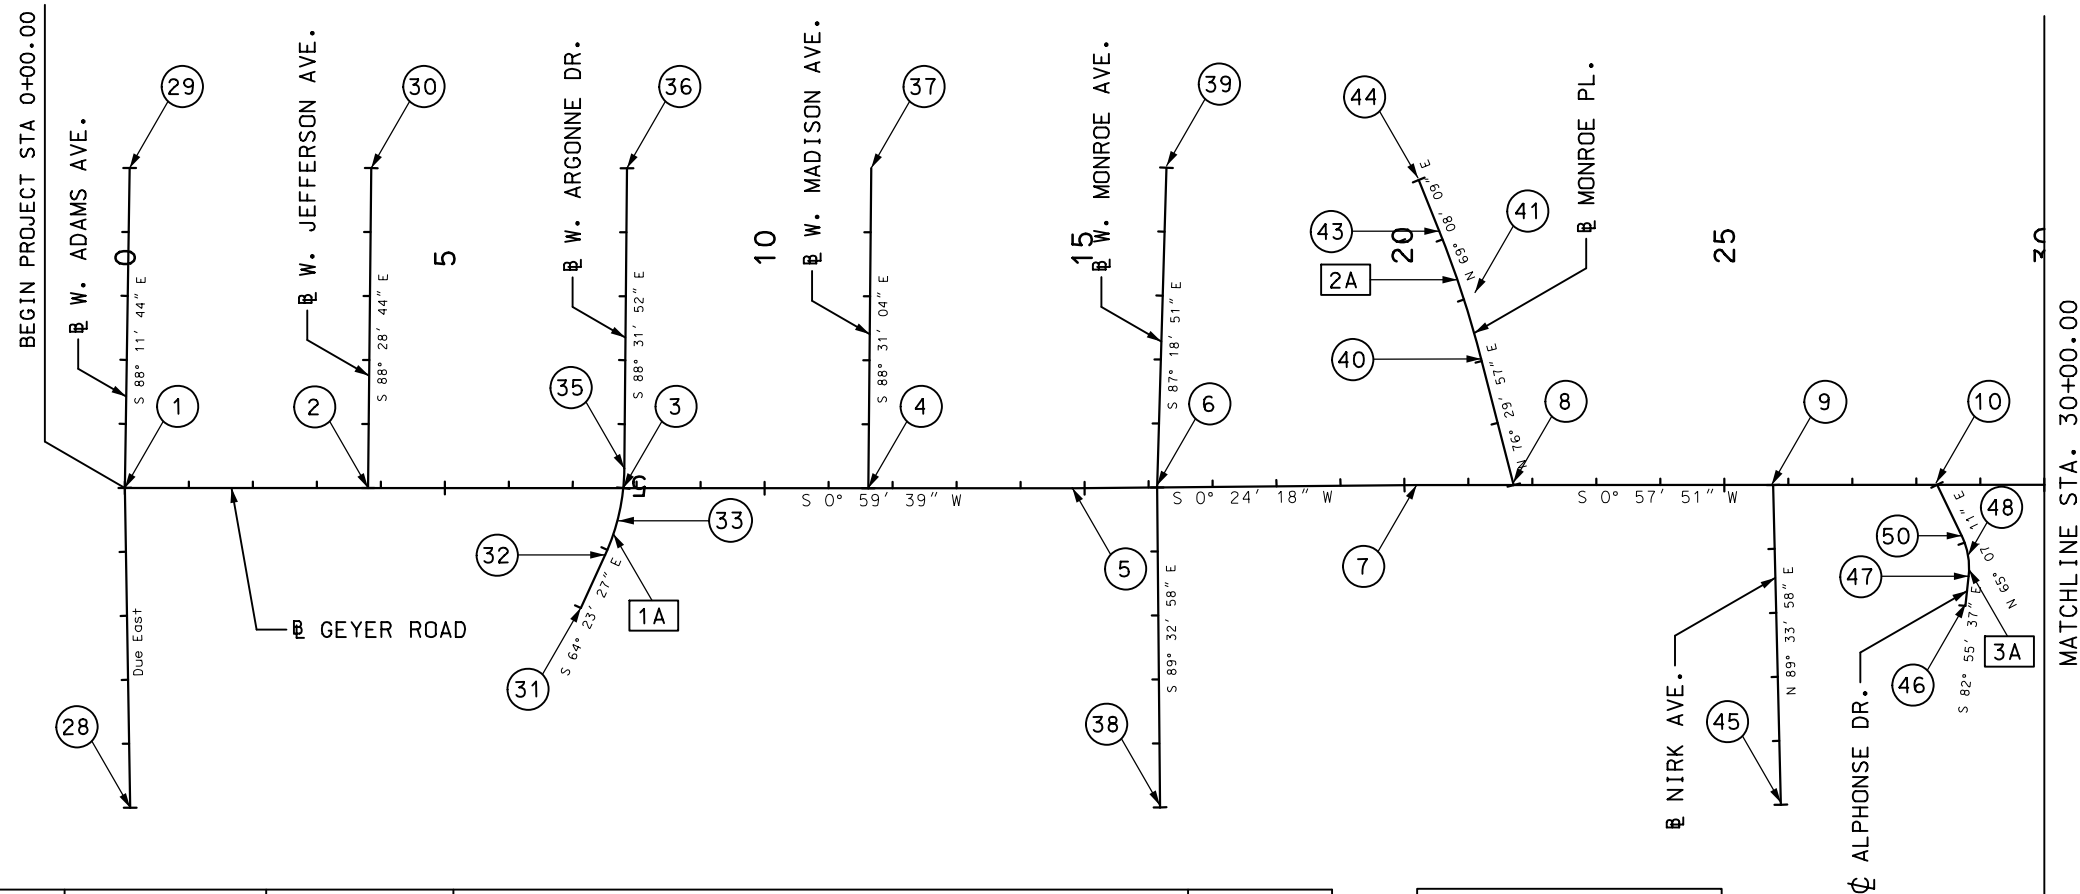 BEGIN PROJECT STA 0+00.00
℄ W. ADAMS AVE.
29
0
S 88° 11' 44" E
1
℄ W. JEFFERSON AVE.
30
S 88° 28' 44" E
2
5
℄ W. ARGONNE DR.
36
S 88° 31' 52" E
35
3
10
℄ W. MADISON AVE.
37
S 88° 31' 04" E
4
15
℄ W. MONROE AVE.
39
S 87° 18' 51" E
6
20
44
43
2A
40
41
N 69° 08' 09" E
N 76° 29' 57" E
℄ MONROE PL.
8
25
9
10
30
MATCHLINE STA. 30+00.00
5
S 0° 59' 39" W
S 0° 24' 18" W
S 0° 57' 51" W
Due East
28
℄ GEYER ROAD
32
33
31
1A
S 64° 23' 27" E
5
38
S 89° 32' 58" E
7
℄ NIRK AVE.
45
N 89° 33' 58" E
50
48
47
46
3A
N 65° 07' 11" E
S 82° 55' 37" E
℄ ALPHONSE DR.